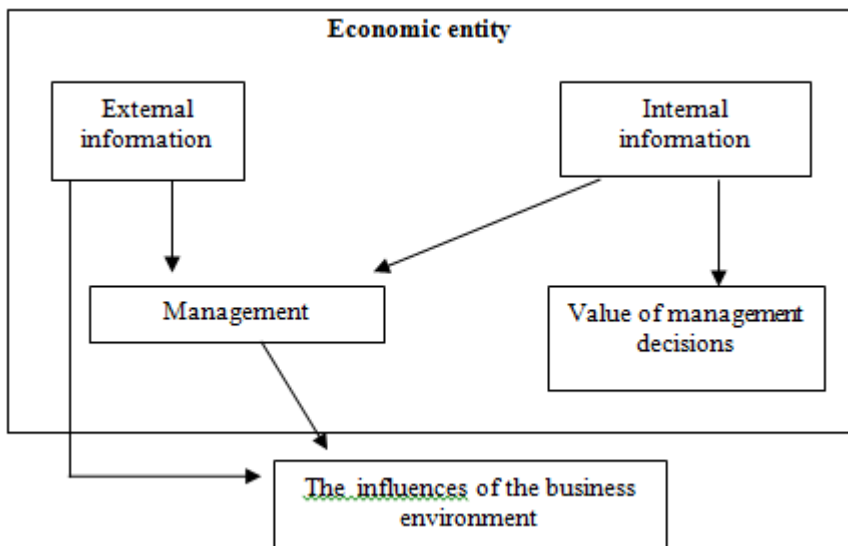 Economic entity
External
information
Internal
information
Management
Value of management
decisions
The influences of the business
environment